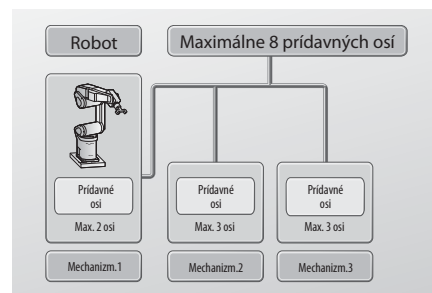 Robot
Maximálne 8 prídavných osí
Prídavné
osi
Max. 2 osi
Prídavné
osi
Max. 3 osi
Prídavné
osi
Max. 3 osi
Mechanizm.1
Mechanizm.2
Mechanizm.3